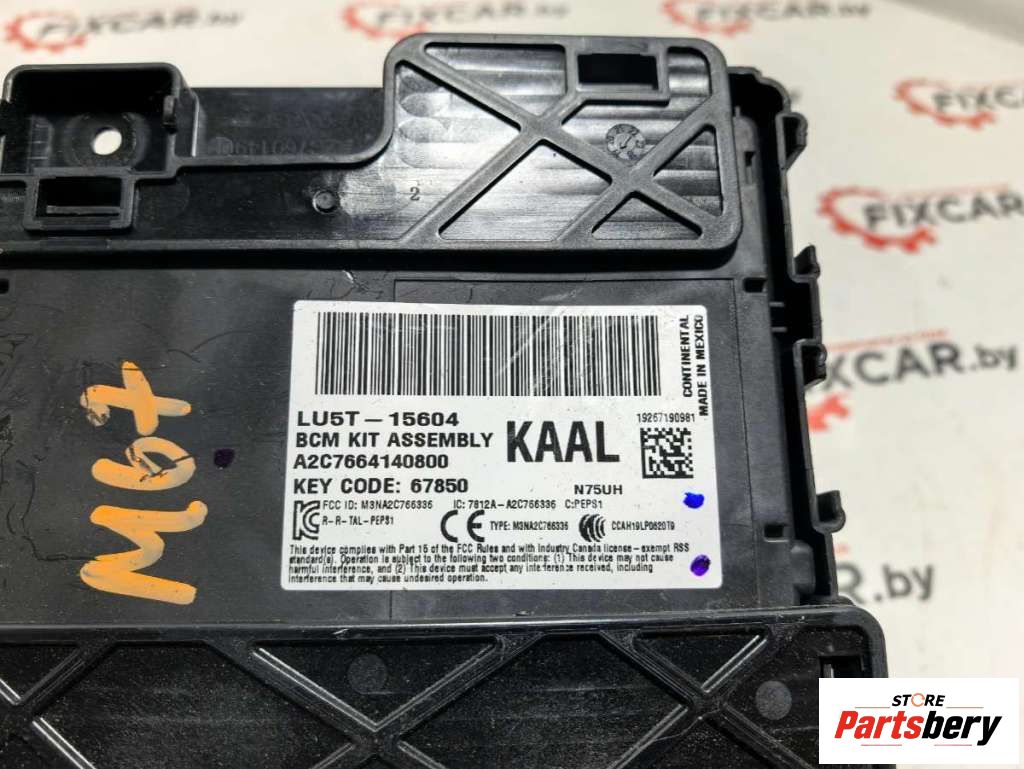 FIXCAR.by
FIXCAR.by
FIXCAR.by
2
M67
CONTINENTAL
MADE IN MEXICO
19267190981
LU5T-15604
BCM KIT ASSEMBLY
KAAL
A2C7664140800
KEY CODE: 67850
N75UH
FCC ID: M3NA2C766336 IC: 7812A-A2C766336 C:PEPS1
R-R-TAL-PEPS1
CE
TYPE: M3NA2C766336
CCAH19LP0620T9
This device complies with Part 15 of the FCC Rules and with Industry Canada license-exempt RSS
standard(s). Operation is subject to the following two conditions: (1) This device may not cause
harmful interference, and (2) This device must accept any interference received, including
interference that may cause undesired operation.
STORE
Partsbery